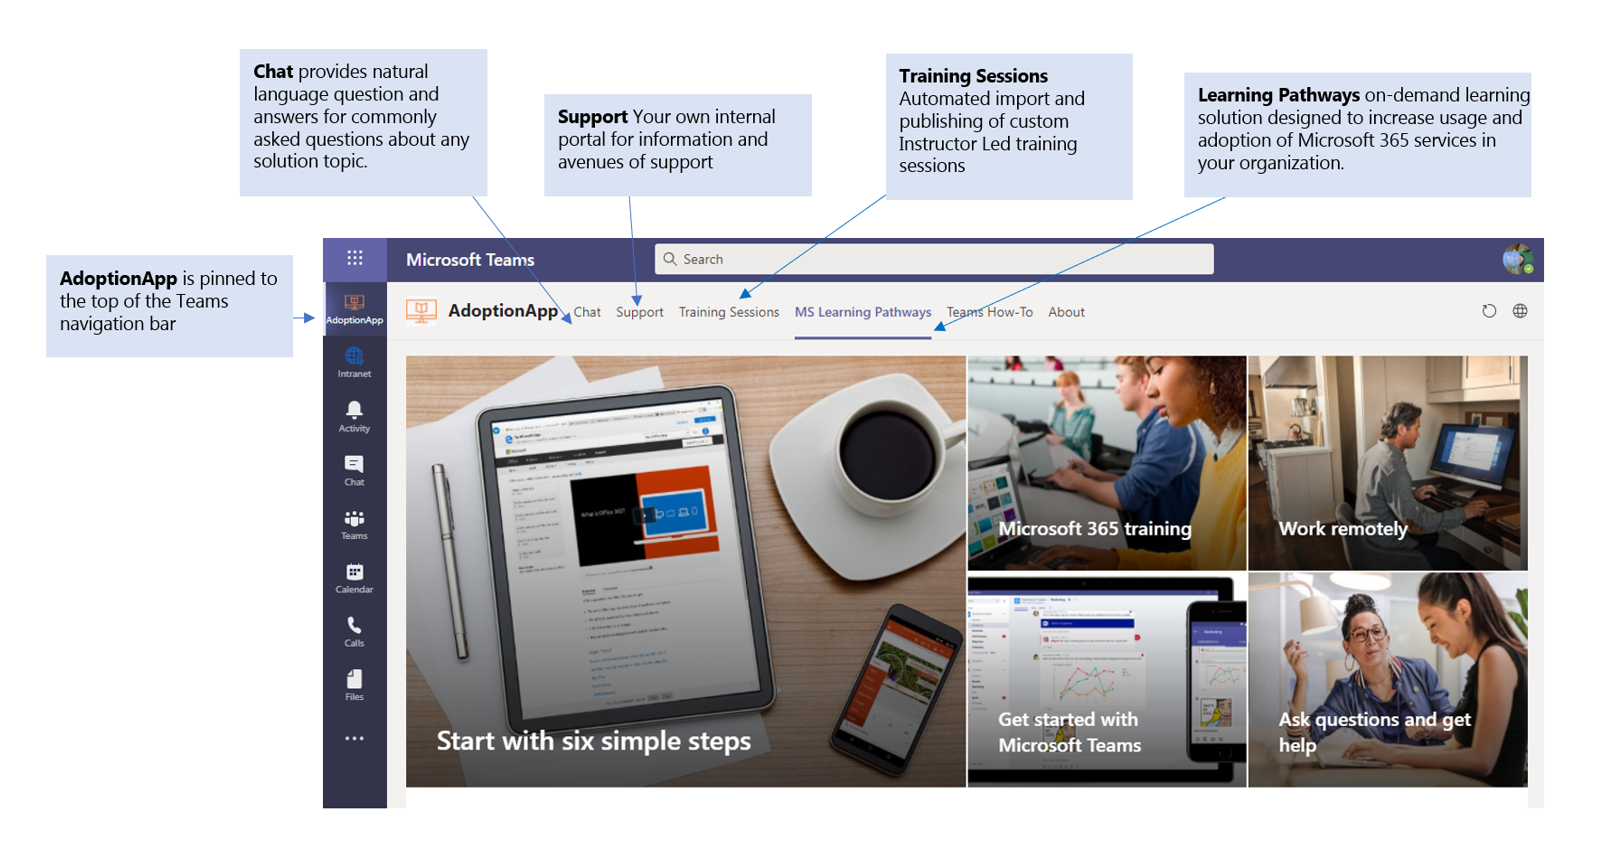 Chat provides natural
language question and
answers for commonly
asked questions about any
solution topic.
Support Your own internal
portal for information and
avenues of support
Training Sessions
Automated import and
publishing of custom
Instructor Led training
sessions
Learning Pathways on-demand learning
solution designed to increase usage and
adoption of Microsoft 365 services in
your organization.
AdoptionApp is pinned to
the top of the Teams
navigation bar
Microsoft Teams
Search
AdoptionApp
AdoptionApp Chat Support Training Sessions MS Learning Pathways Teams How-To About
Intranet
Activity
Chat
Teams
Calendar
Calls
Files
What is Office 365?
Start with six simple steps
Microsoft 365 training
Work remotely
Get started with
Microsoft Teams
Ask questions and get
help